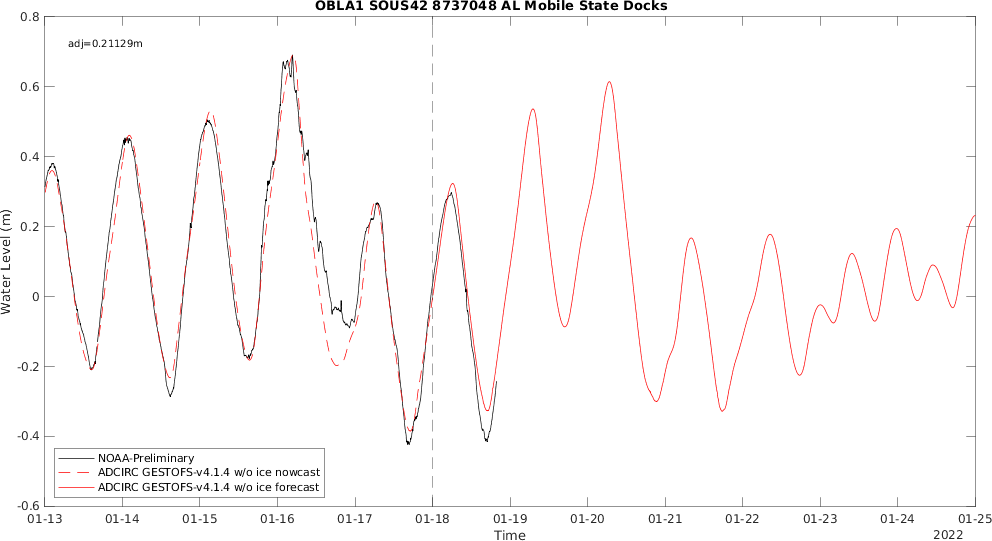 OBLA1 SOUS42 8737048 AL Mobile State Docks
adj=0.21129m
0.8
0.6
0.4
0.2
0
-0.2
-0.4
-0.6
Water Level (m)
NOAA-Preliminary
ADCIRC GESTOFS-v4.1.4 w/o ice nowcast
ADCIRC GESTOFS-v4.1.4 w/o ice forecast
01-13 01-14 01-15 01-16 01-17 01-18 01-19 01-20 01-21 01-22 01-23 01-24 01-25
Time
2022